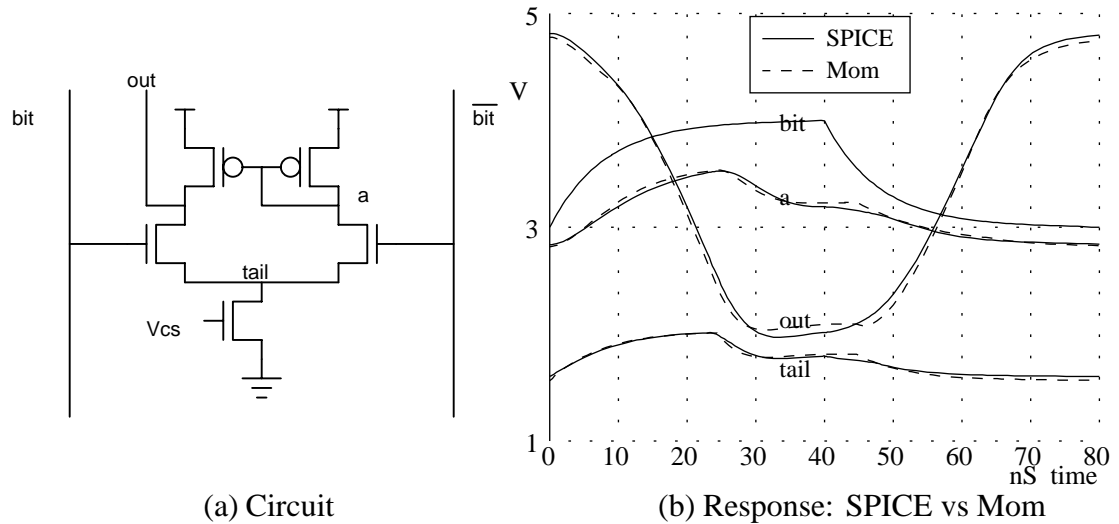 out
bit
bit
a
tail
Vcs
(a) Circuit
5
V
3
1
SPICE
Mom
bit
a
out
tail
0 10 20 30 40 50 60 70 80
nS time
(b) Response: SPICE vs Mom